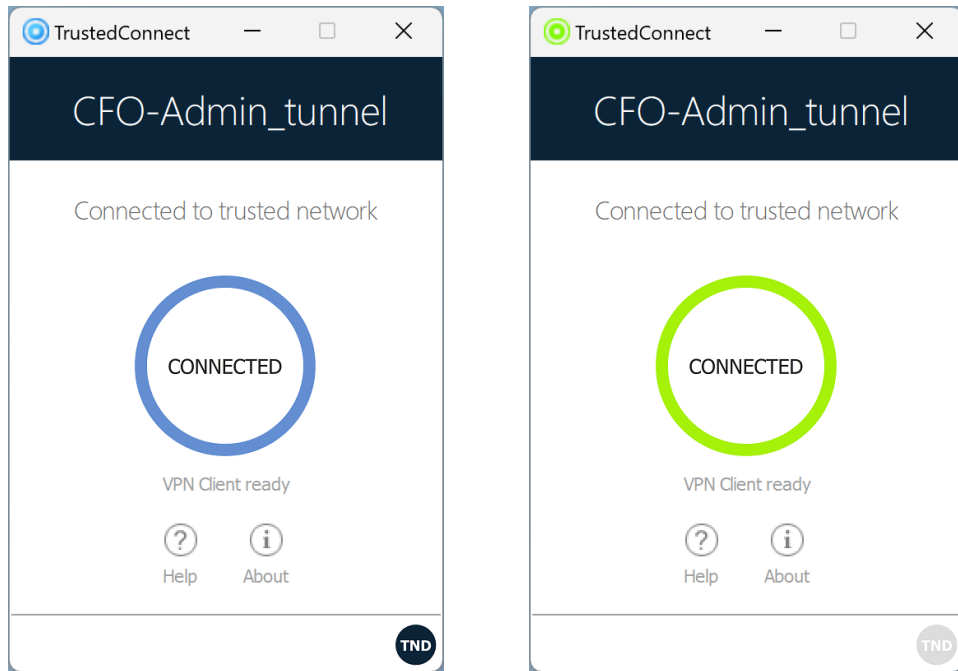 TrustedConnect
CFO-Admin_tunnel
Connected to trusted network
CONNECTED
VPN Client ready
?
i
Help
About
TND
TrustedConnect
CFO-Admin_tunnel
Connected to trusted network
CONNECTED
VPN Client ready
?
i
Help
About
TND